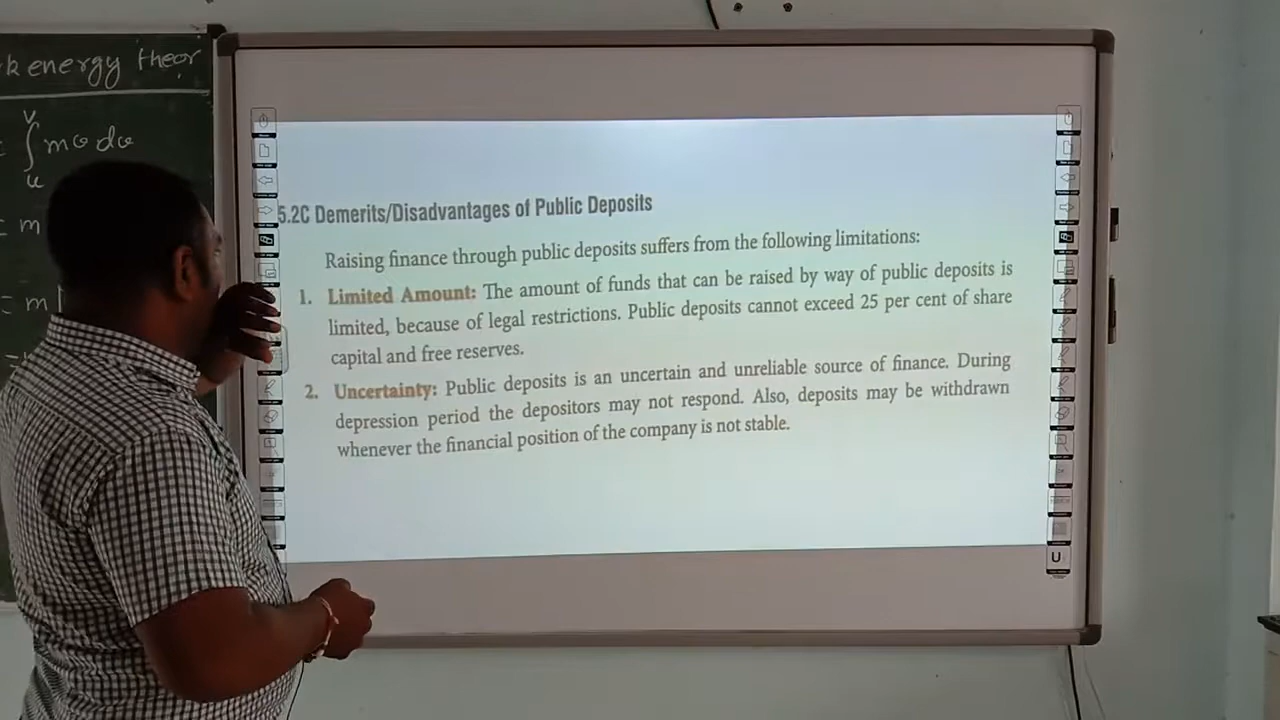 k energy theor
∫ mω dω
v
u
= m
= m
5.2C Demerits/Disadvantages of Public Deposits
Raising finance through public deposits suffers from the following limitations:
1. Limited Amount: The amount of funds that can be raised by way of public deposits is
limited, because of legal restrictions. Public deposits cannot exceed 25 per cent of share
capital and free reserves.
2. Uncertainty: Public deposits is an uncertain and unreliable source of finance. During
depression period the depositors may not respond. Also, deposits may be withdrawn
whenever the financial position of the company is not stable.
U